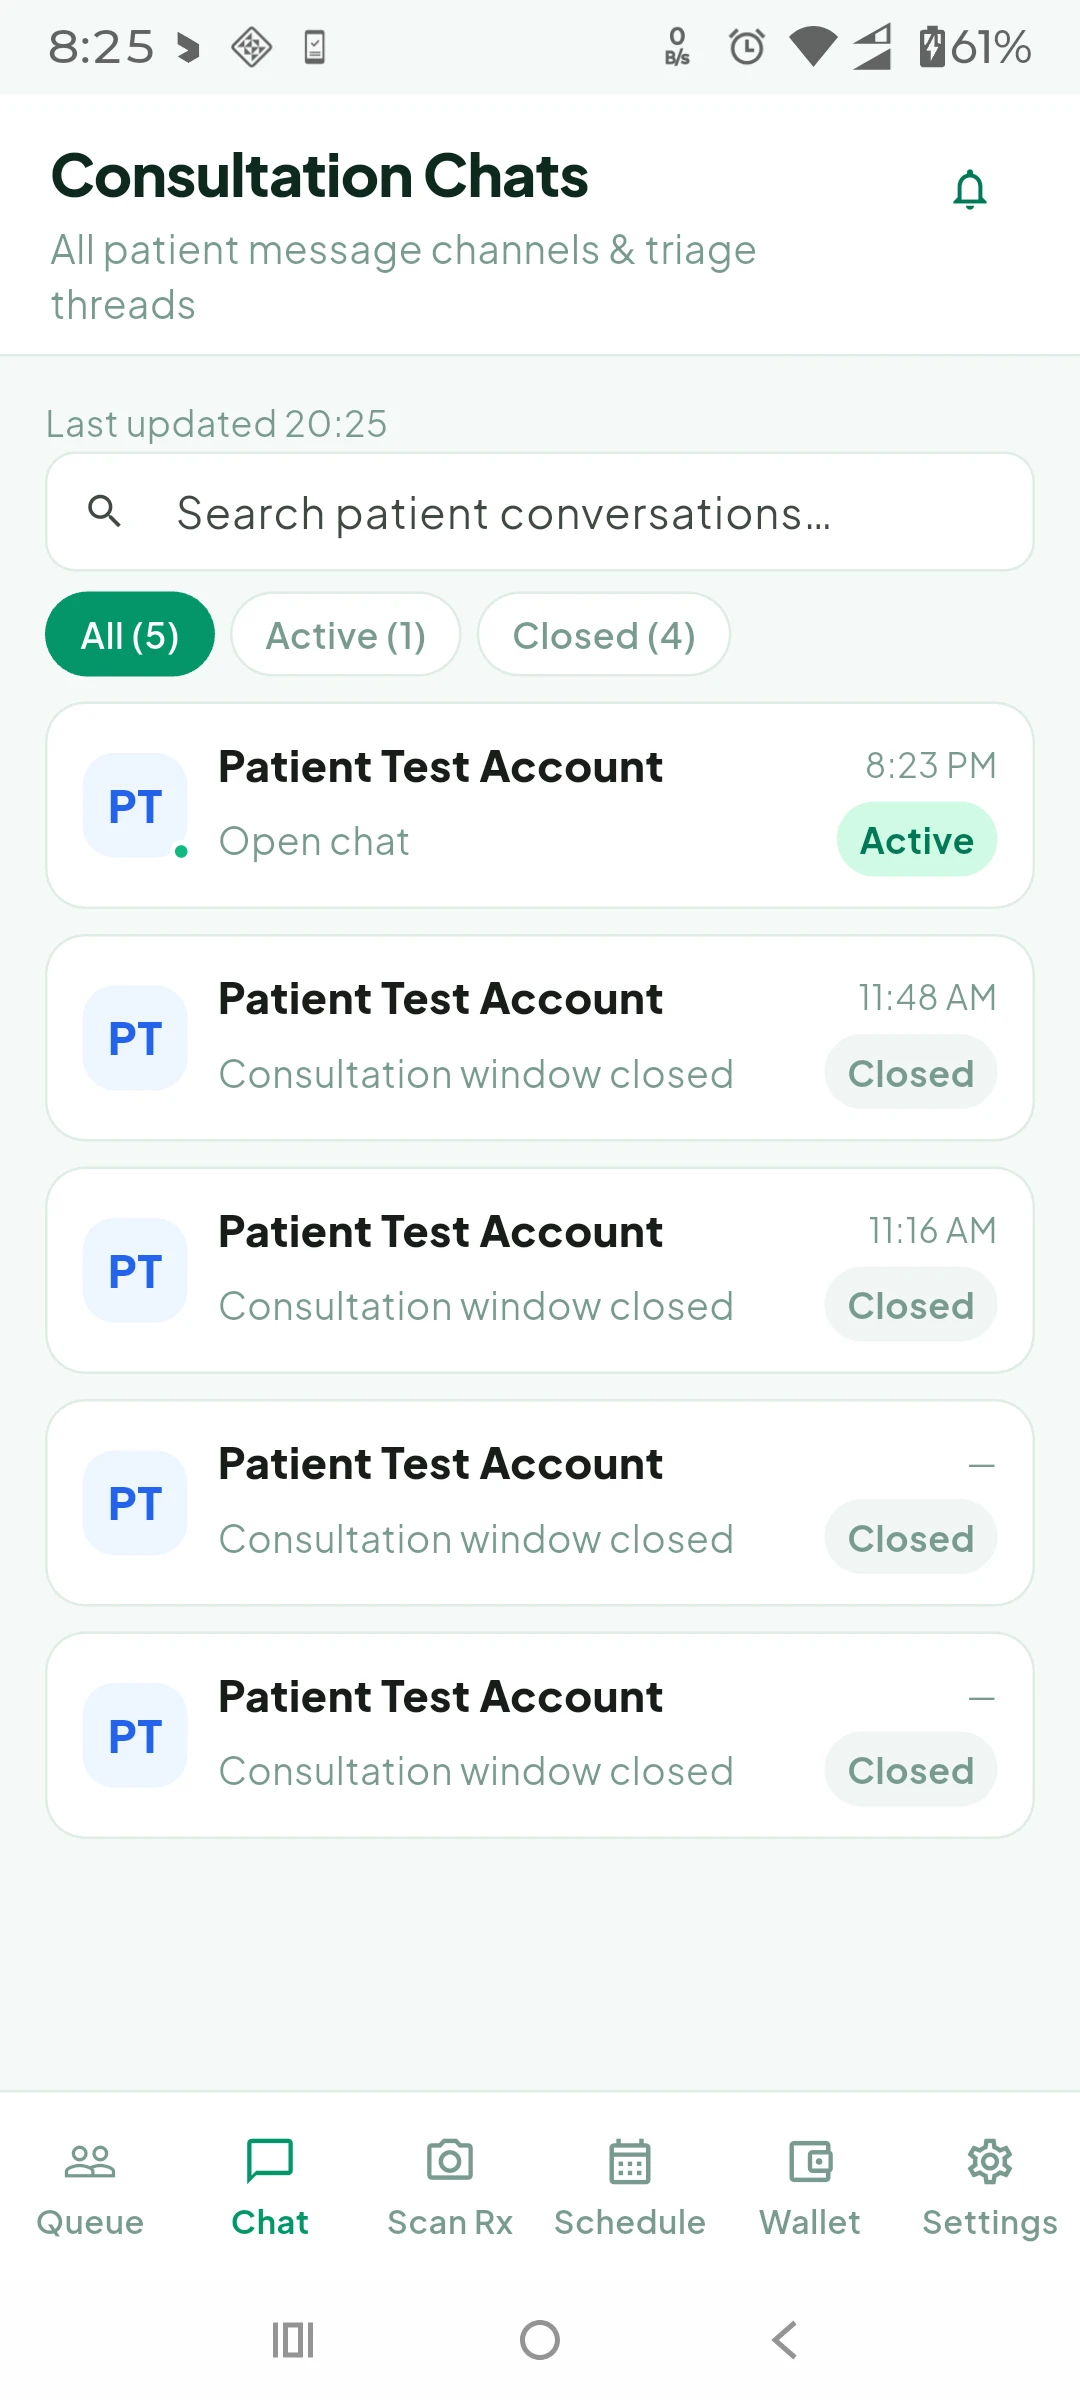 8:25
0
B/s
61%
Consultation Chats
All patient message channels & triage
threads
Last updated 20:25
Search patient conversations...
All (5)
Active (1)
Closed (4)
PT
Patient Test Account
8:23 PM
Open chat
Active
PT
Patient Test Account
11:48 AM
Consultation window closed
Closed
PT
Patient Test Account
11:16 AM
Consultation window closed
Closed
PT
Patient Test Account
—
Consultation window closed
Closed
PT
Patient Test Account
—
Consultation window closed
Closed
Queue
Chat
Scan Rx
Schedule
Wallet
Settings